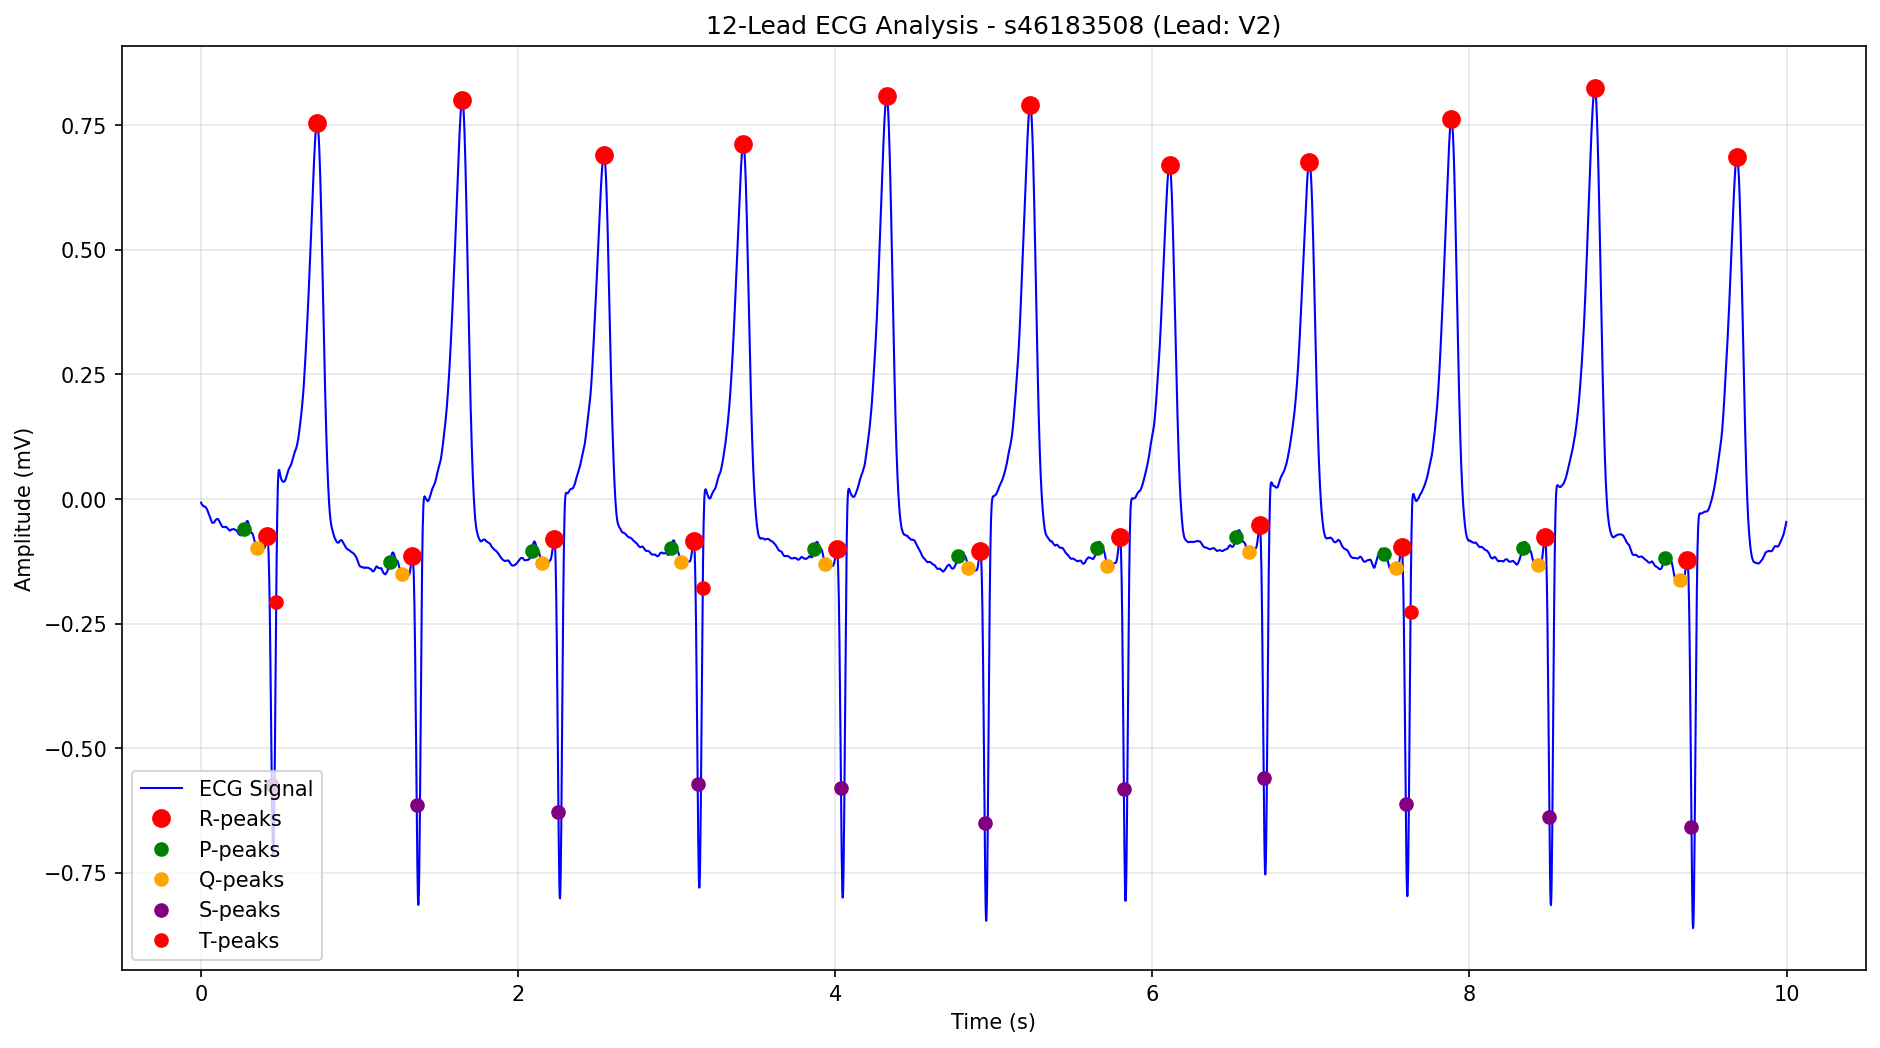 12-Lead ECG Analysis - s46183508 (Lead: V2)
Amplitude (mV)
0.75
0.50
0.25
0.00
−0.25
−0.50
−0.75
ECG Signal
R-peaks
P-peaks
Q-peaks
S-peaks
T-peaks
0 2 4 6 8 10
Time (s)